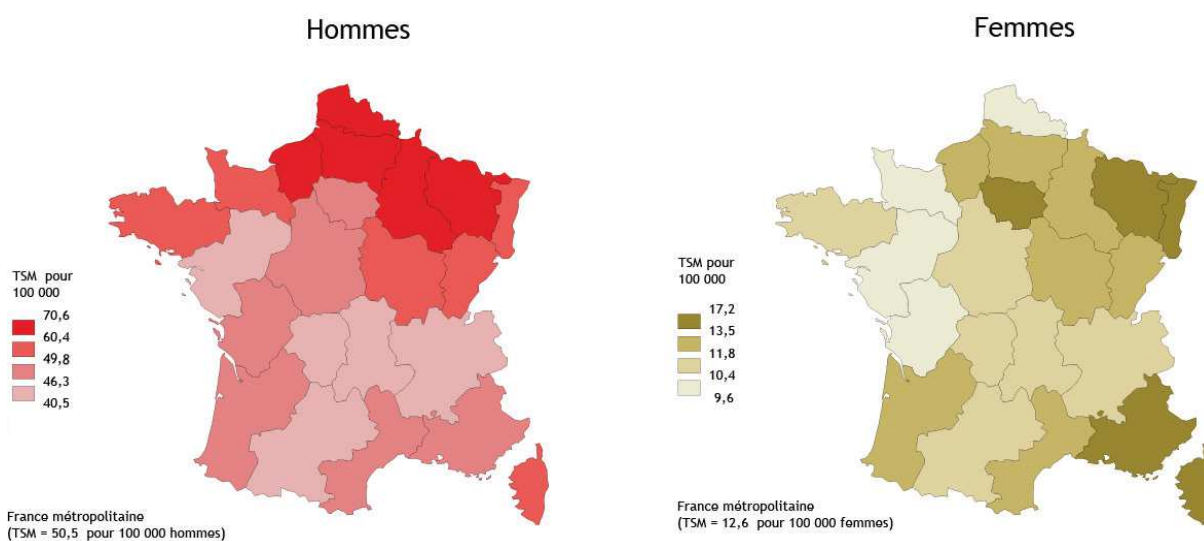 Hommes
TSM pour
100 000
70,6
60,4
49,8
46,3
40,5
France métropolitaine
(TSM = 50,5 pour 100 000 hommes)
Femmes
TSM pour
100 000
17,2
13,5
11,8
10,4
9,6
France métropolitaine
(TSM = 12,6 pour 100 000 femmes)